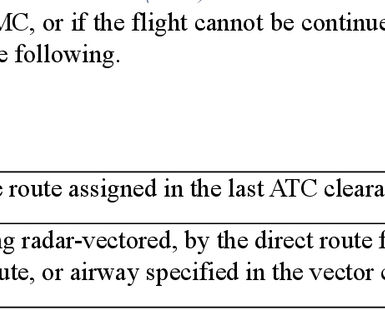 MC, or if the flight cannot be continue
e following.
e route assigned in the last ATC cleara
ng radar-vectored, by the direct route f
ute, or airway specified in the vector c